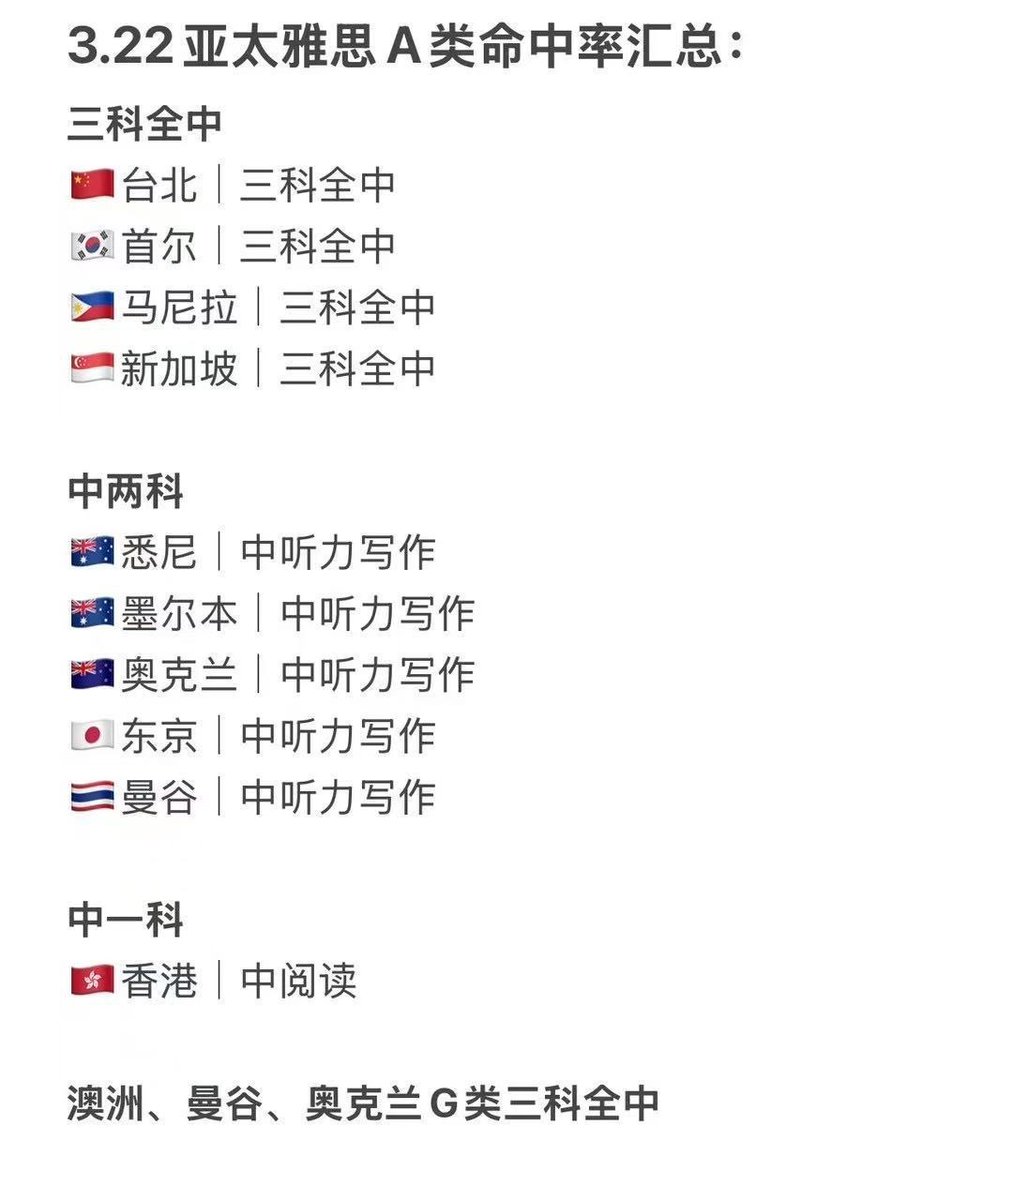 3.22亚太雅思A类命中率汇总：
三科全中
🇨🇳台北｜三科全中
🇰🇷首尔｜三科全中
🇵🇭马尼拉｜三科全中
🇸🇬新加坡｜三科全中
中两科
🇦🇺悉尼｜中听力写作
🇦🇺墨尔本｜中听力写作
🇳🇿奥克兰｜中听力写作
🇯🇵东京｜中听力写作
🇹🇭曼谷｜中听力写作
中一科
🇭🇰香港｜中阅读
澳洲、曼谷、奥克兰G类三科全中